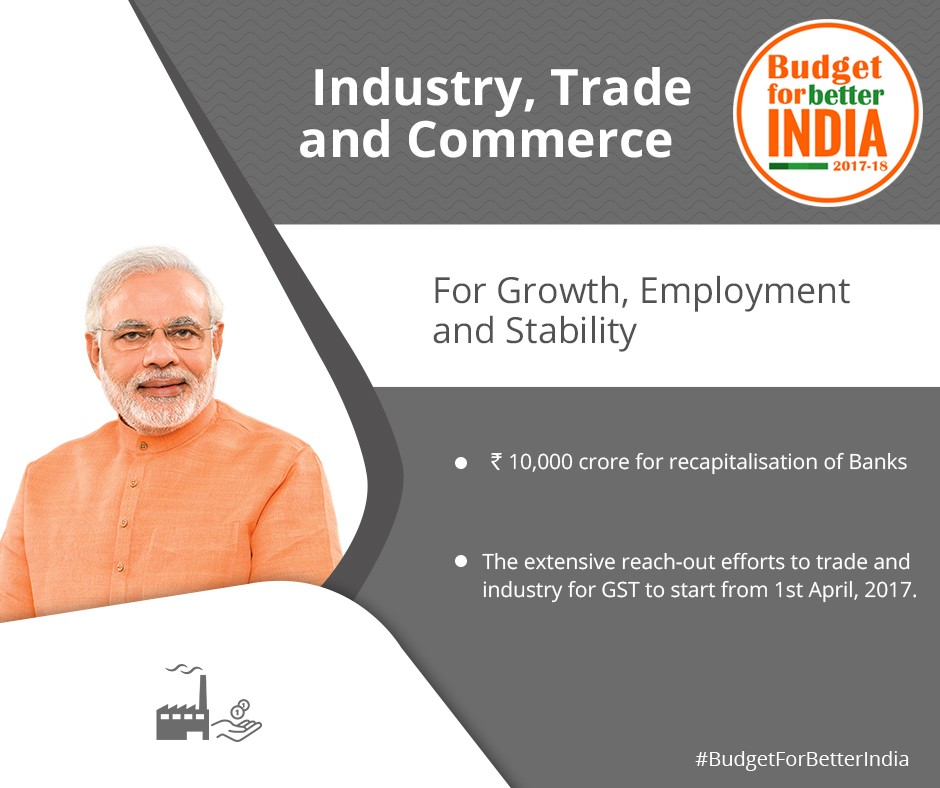 Industry, Trade
and Commerce
Budget
forbetter
INDIA
2017-18
For Growth, Employment
and Stability
● ₹ 10,000 crore for recapitalisation of Banks
● The extensive reach-out efforts to trade and
industry for GST to start from 1st April, 2017.
#BudgetForBetterIndia